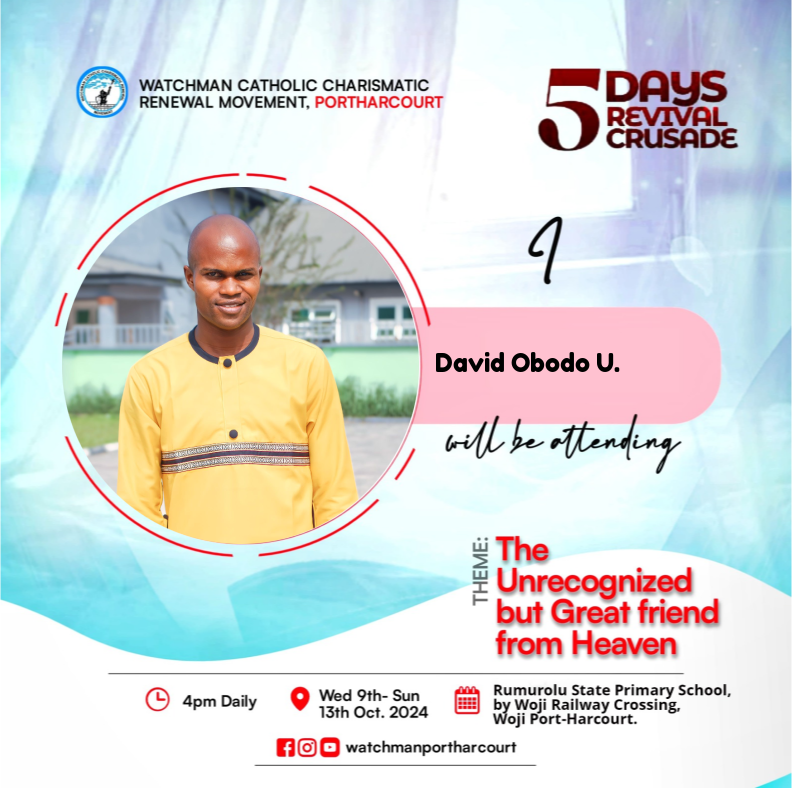 WATCHMAN CATHOLIC CHARISMATIC
RENEWAL MOVEMENT, PORTHARCOURT
5 DAYS
REVIVAL
CRUSADE
I
David Obodo U.
will be attending
THEME:
The
Unrecognized
but Great friend
from Heaven
4pm Daily
Wed 9th- Sun
13th Oct. 2024
Rumurolu State Primary School,
by Woji Railway Crossing,
Woji Port-Harcourt.
watchmanportharcourt